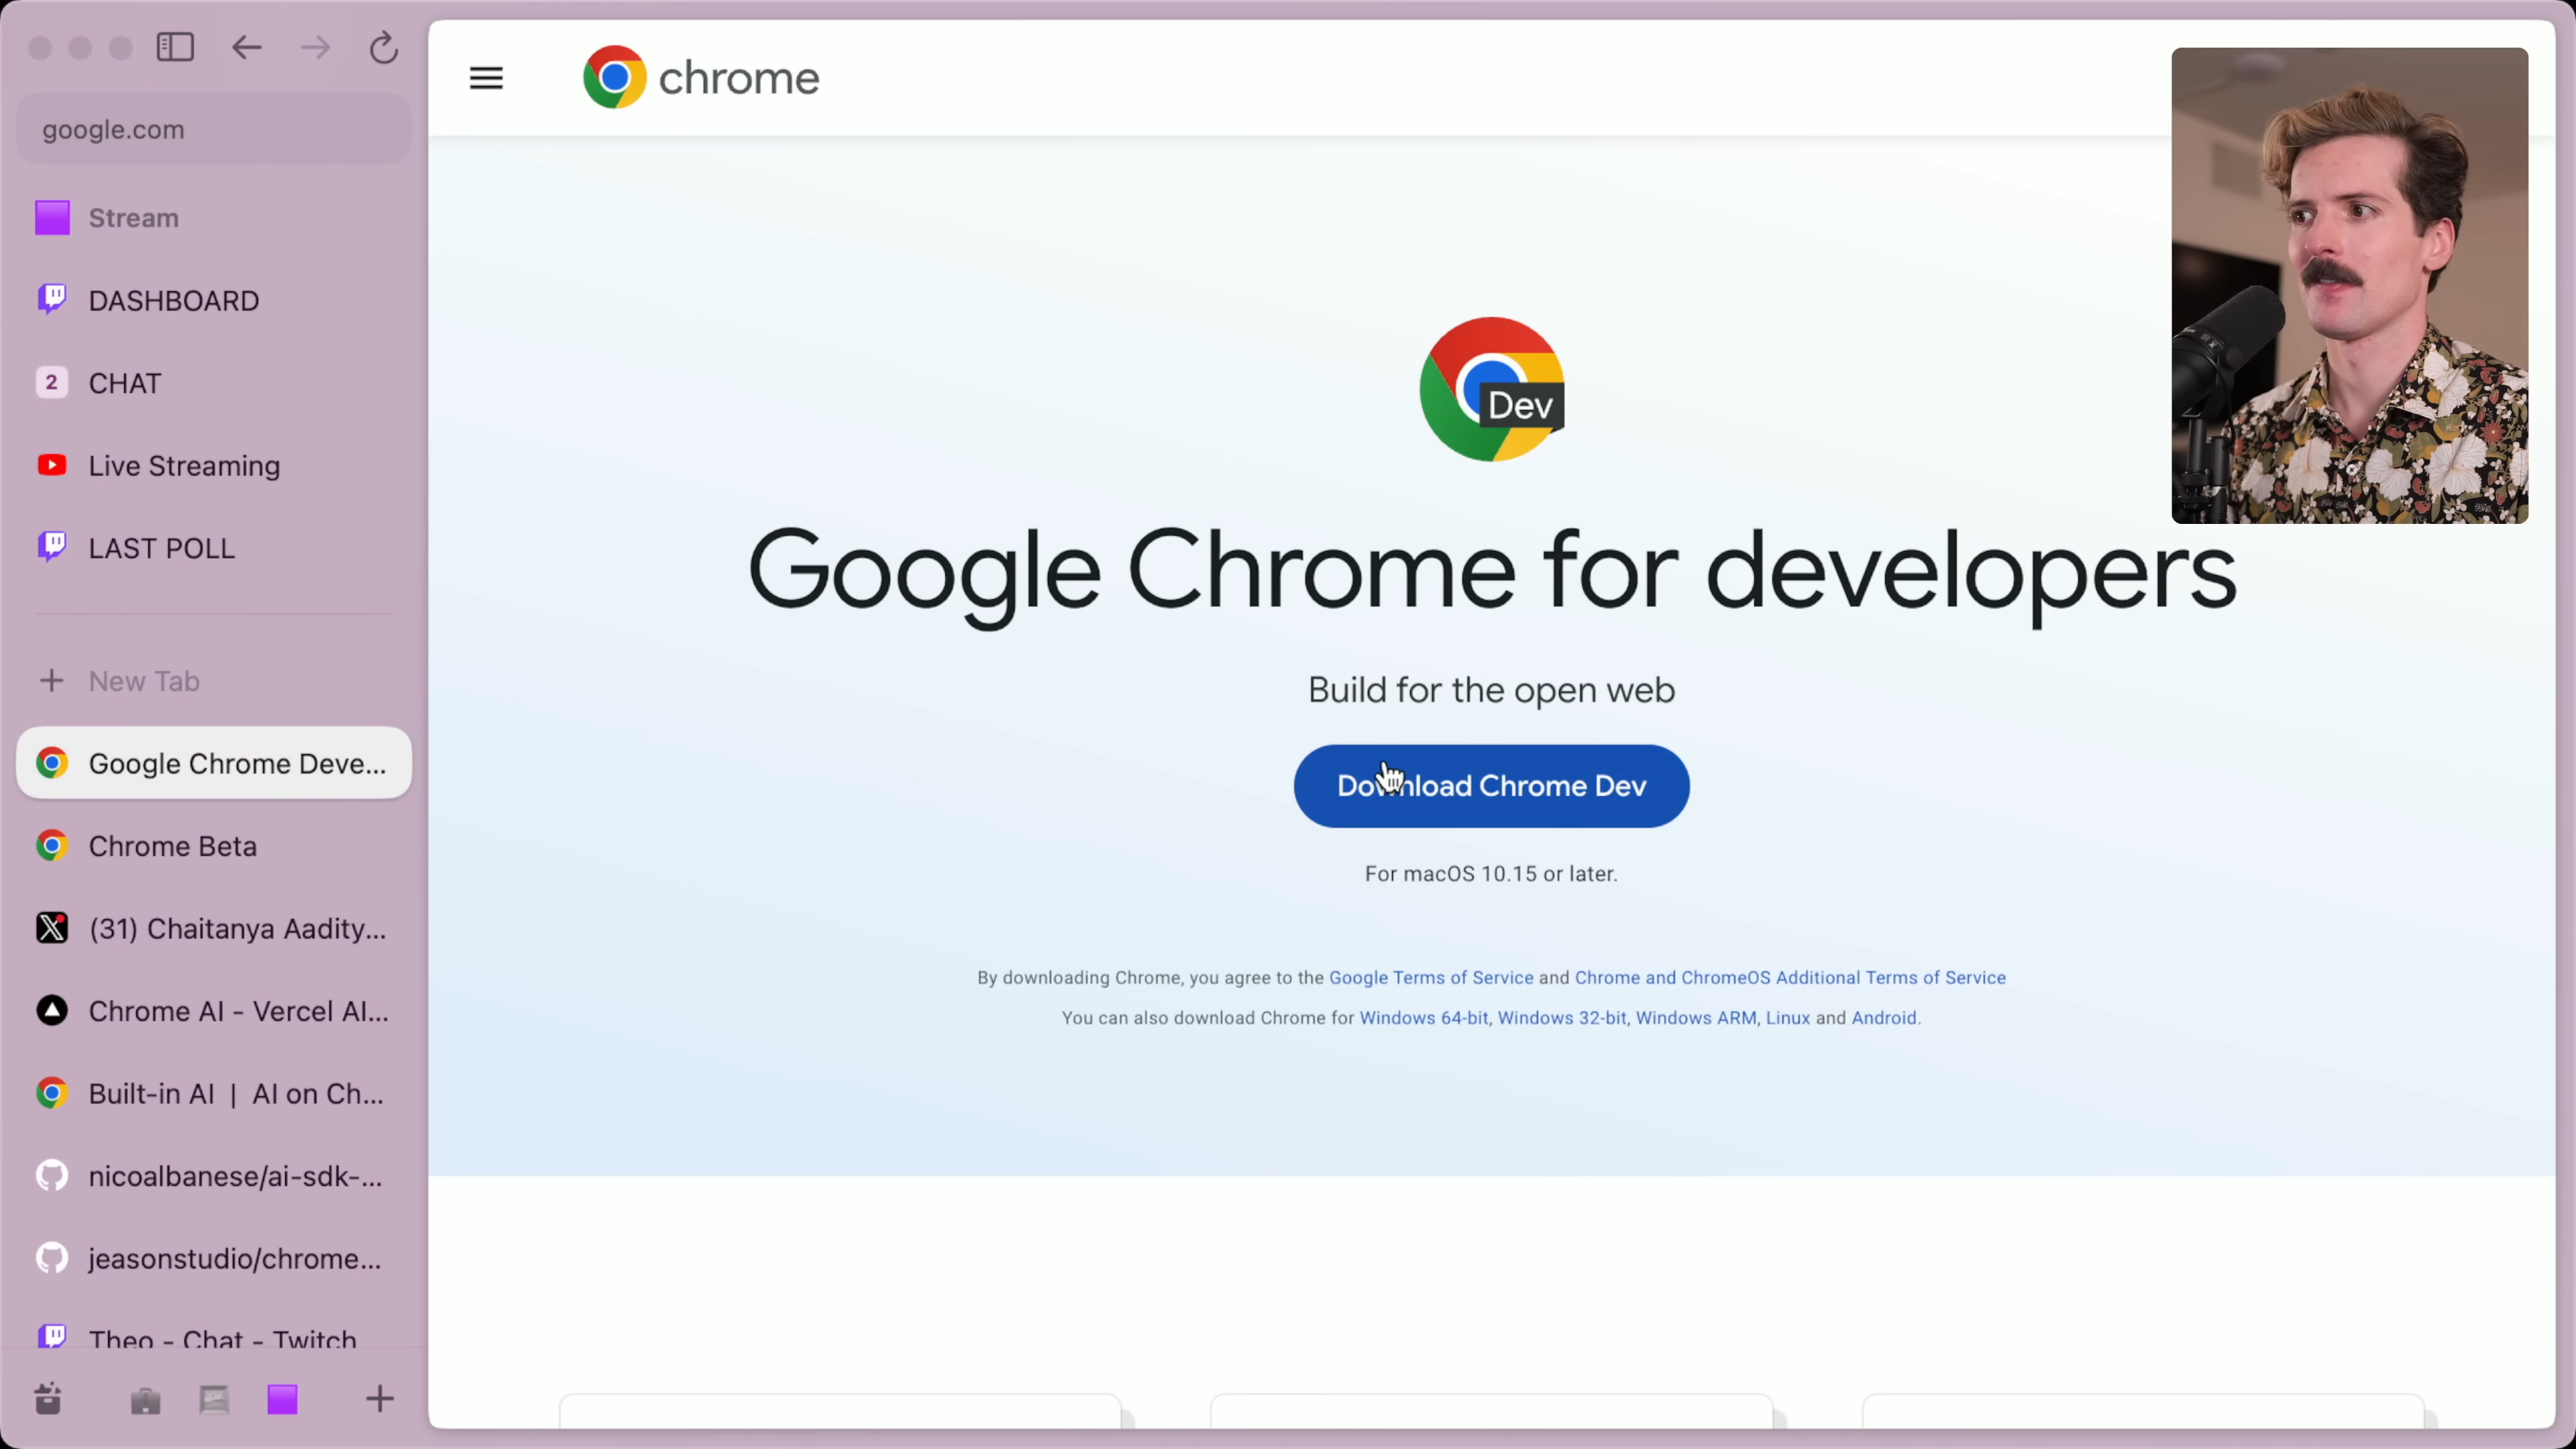 google.com
Stream
DASHBOARD
2
CHAT
Live Streaming
LAST POLL
New Tab
Google Chrome Deve...
Chrome Beta
(31) Chaitanya Aadity...
Chrome AI - Vercel AI...
Built-in AI | AI on Ch...
nicoalbanese/ai-sdk-...
jeasonstudio/chrome...
Theo - Chat - Twitch
chrome
Dev
Google Chrome for developers
Build for the open web
Download Chrome Dev
For macOS 10.15 or later.
By downloading Chrome, you agree to the Google Terms of Service and Chrome and ChromeOS Additional Terms of Service
You can also download Chrome for Windows 64-bit, Windows 32-bit, Windows ARM, Linux and Android.